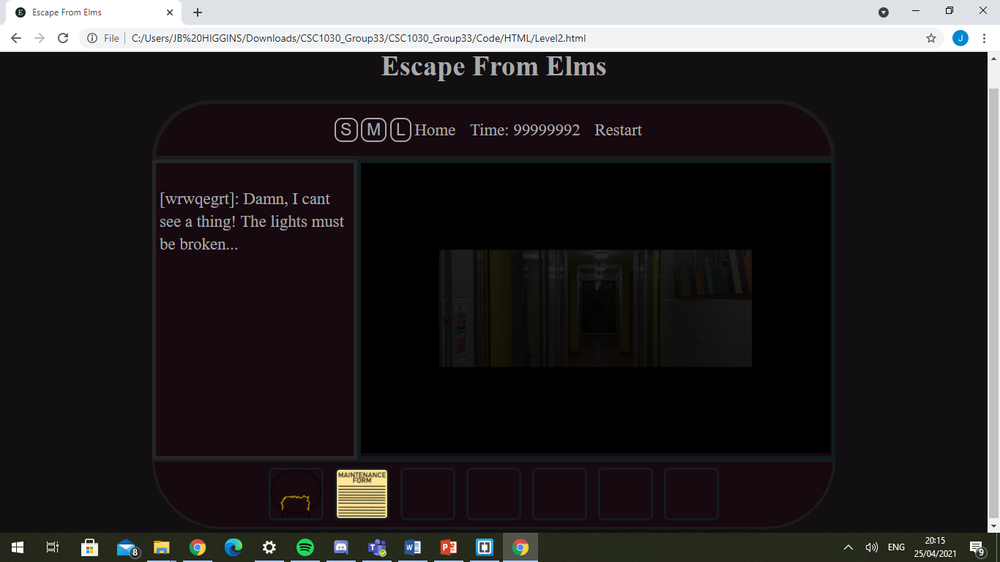 Escape From Elms
File
C:/Users/JB%20HIGGINS/Downloads/CSC1030_Group33/CSC1030_Group33/Code/HTML/Level2.html
J
Escape From Elms
S M L Home Time: 99999992 Restart
[wrwqegrt]: Damn, I cant
see a thing! The lights must
be broken...
MAINTENANCE
FORM
8
ENG
20:15
25/04/2021
9